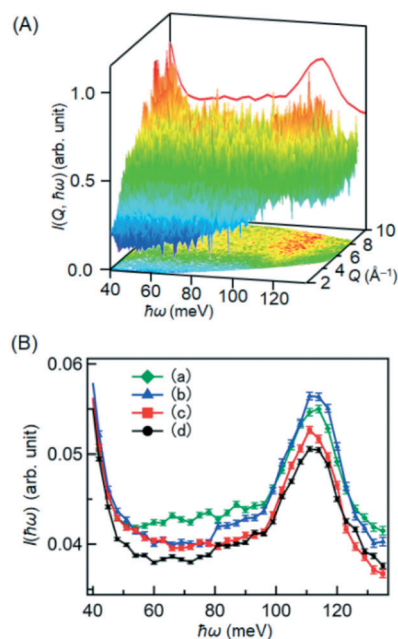 (A)
I(Q, ħω) (arb. unit)
1.0
0.5
0.0
40 60 80 100 120
ħω (meV)
2 4 6 8 10
Q (Å⁻¹)
(B)
I(ħω) (arb. unit)
0.06
0.05
0.04
(a)
(b)
(c)
(d)
40 60 80 100 120
ħω (meV)